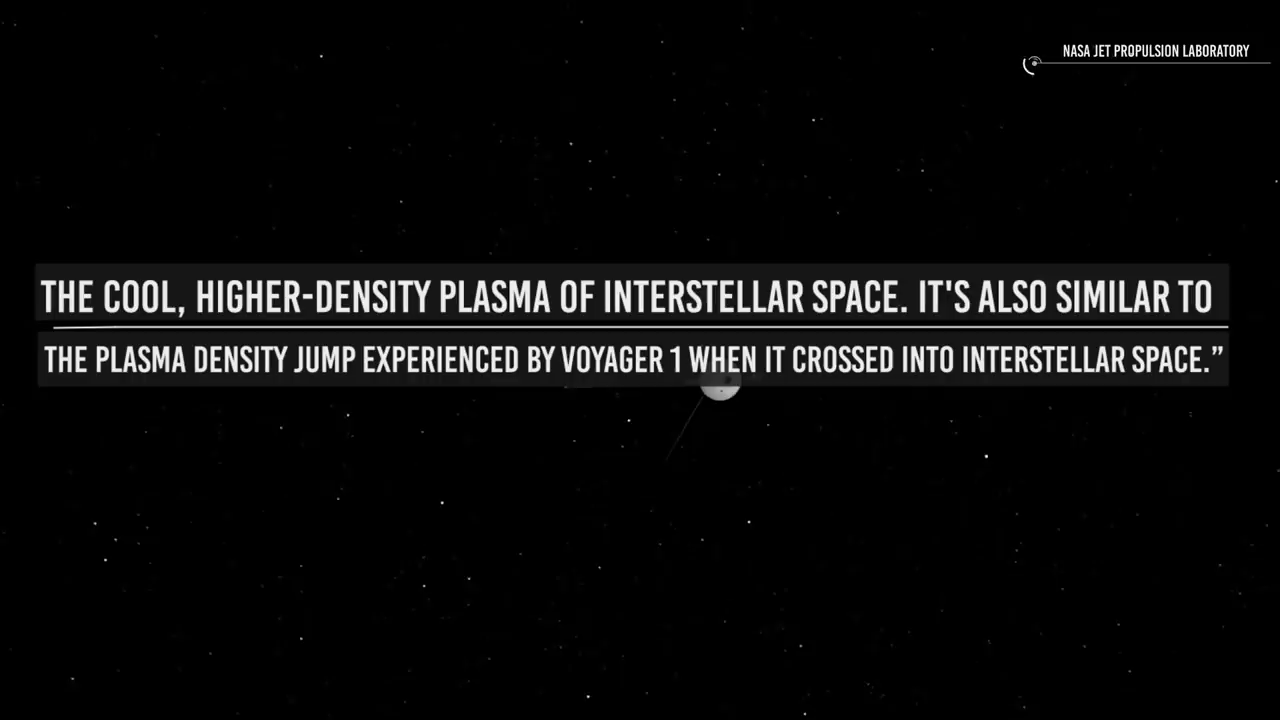 NASA JET PROPULSION LABORATORY
THE COOL, HIGHER-DENSITY PLASMA OF INTERSTELLAR SPACE. IT'S ALSO SIMILAR TO
THE PLASMA DENSITY JUMP EXPERIENCED BY VOYAGER 1 WHEN IT CROSSED INTO INTERSTELLAR SPACE.”